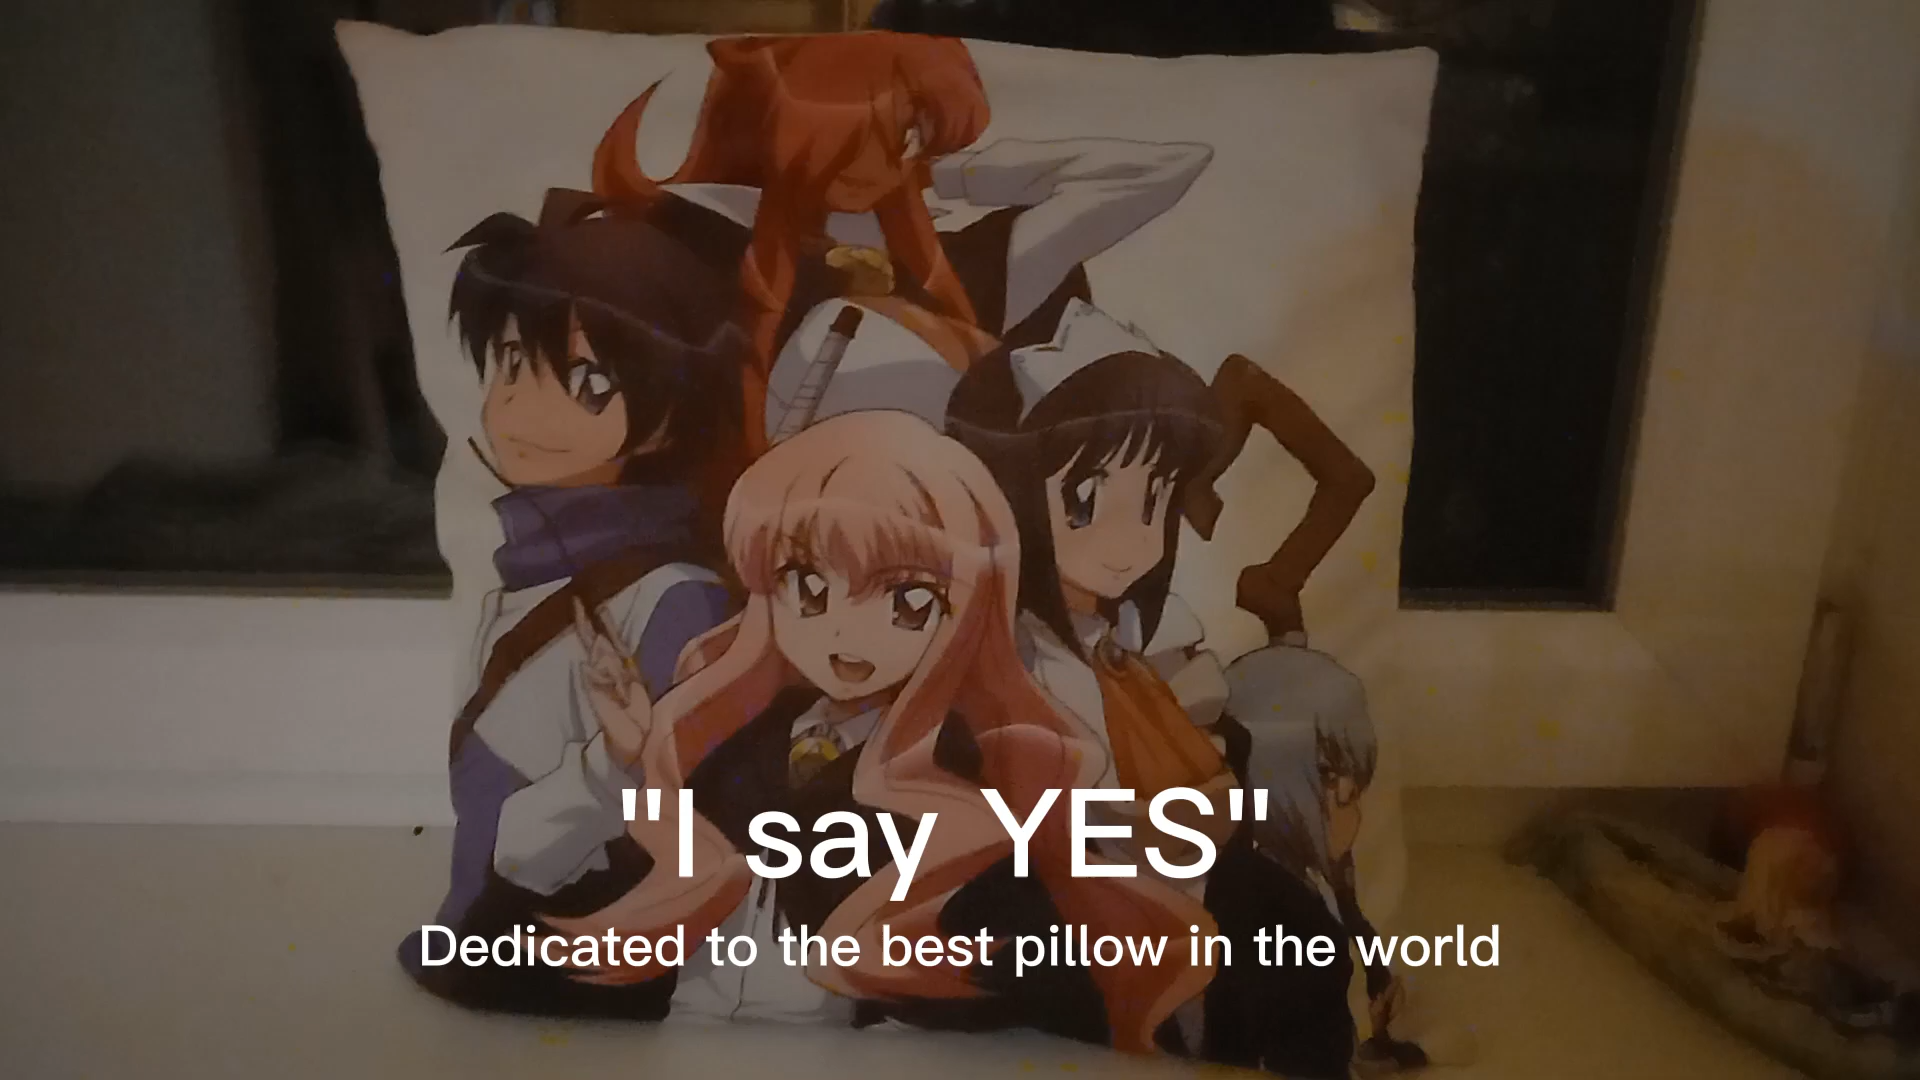 "I say YES"
Dedicated to the best pillow in the world